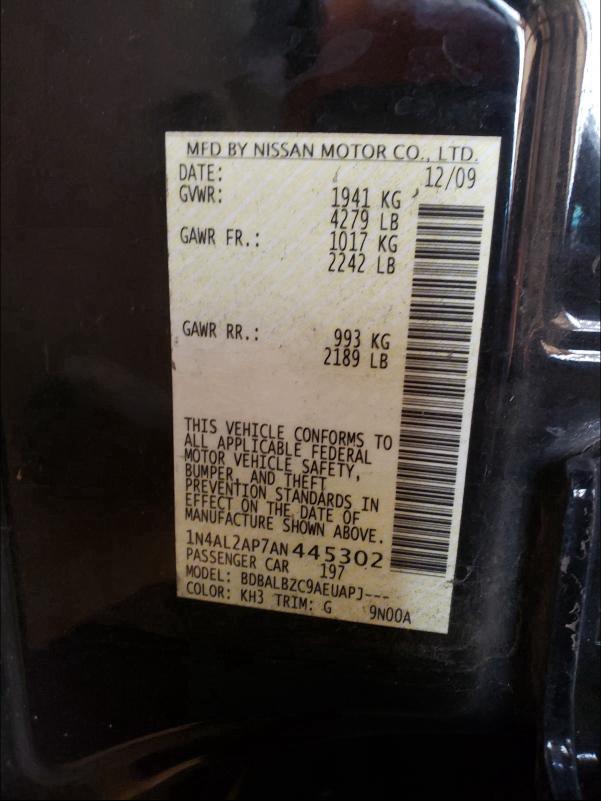 MFD BY NISSAN MOTOR CO., LTD.
DATE: 12/09
GVWR: 1941 KG
4279 LB
GAWR FR.: 1017 KG
2242 LB
GAWR RR.: 993 KG
2189 LB
THIS VEHICLE CONFORMS TO
ALL APPLICABLE FEDERAL
MOTOR VEHICLE SAFETY,
BUMPER, AND THEFT
PREVENTION STANDARDS IN
EFFECT ON THE DATE OF
MANUFACTURE SHOWN ABOVE.
1N4AL2AP7AN445302
PASSENGER CAR 197
MODEL: BDBALBZC9AEUAPJ---
COLOR: KH3 TRIM: G 9N00A